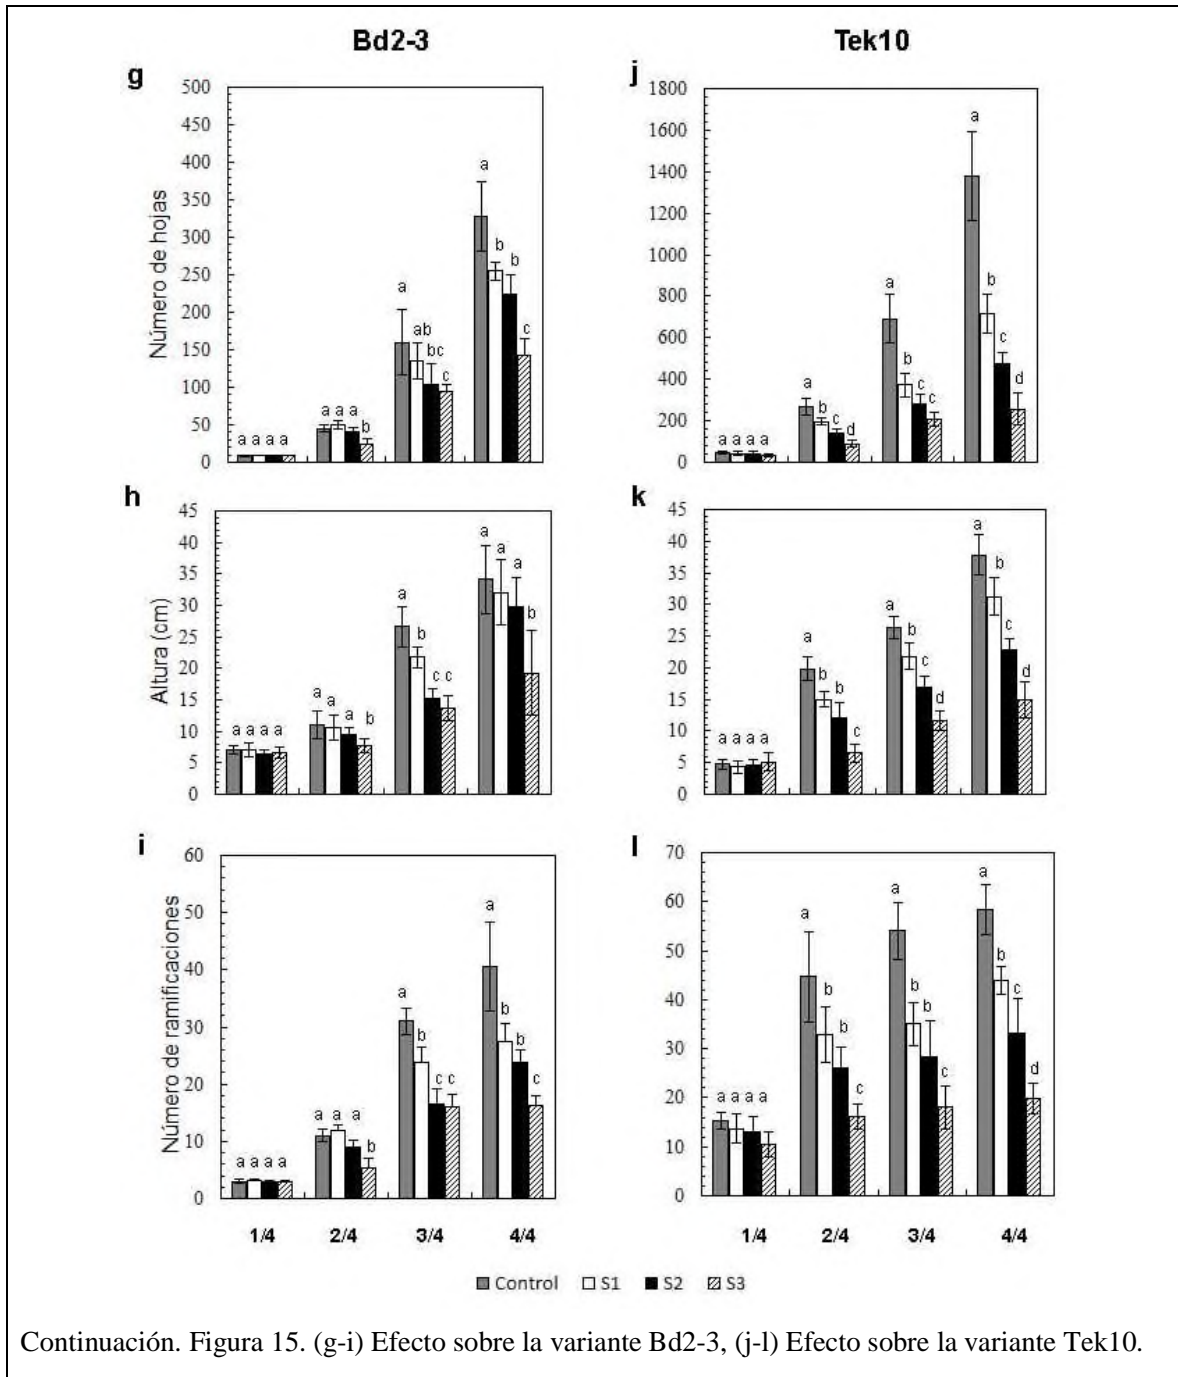 Bd2-3 Tek10
g j
Número de hojas
500 450 400 350 300 250 200 150 100 50 0
a a a a a a a b a ab bc c a b b c
1800 1600 1400 1200 1000 800 600 400 200 0
a a a a a b c d a b c c a b c d
h k
Altura (cm)
45 40 35 30 25 20 15 10 5 0
a a a a a a a b a b c c a a a b
45 40 35 30 25 20 15 10 5 0
a a a a a b b c a b c d a b c d
i l
Número de ramificaciones
60 50 40 30 20 10 0
a a a a a a a b a b c c a b b c
70 60 50 40 30 20 10 0
a a a a a b b c a b b c a b c d
1/4 2/4 3/4 4/4 1/4 2/4 3/4 4/4
Control S1 S2 S3
Continuación. Figura 15. (g-i) Efecto sobre la variante Bd2-3, (j-l) Efecto sobre la variante Tek10.